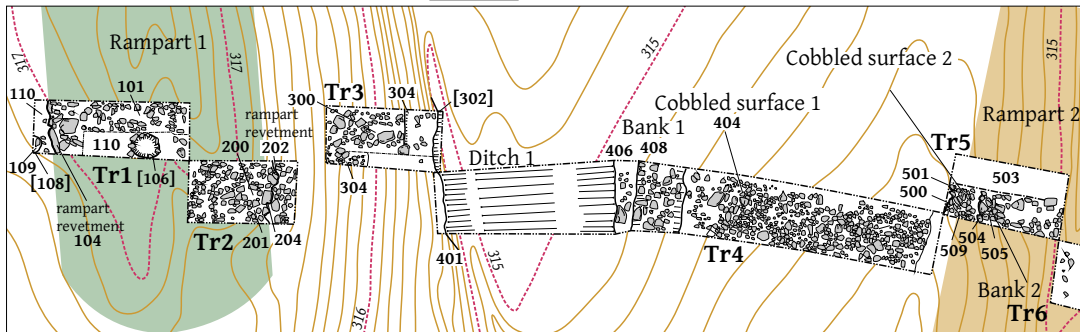 317
Rampart 1
317
315
315
Cobbled surface 2
110
101
300
Tr3
304
[302]
Cobbled surface 1
404
Rampart 2
rampart
revetment
Bank 1
110
200
202
406
408
Tr5
109
[108]
Tr1
[106]
304
Ditch 1
501
500
503
rampart
revetment
104
Tr2
201
204
401
315
Tr4
509
504
505
Bank 2
Tr6
316